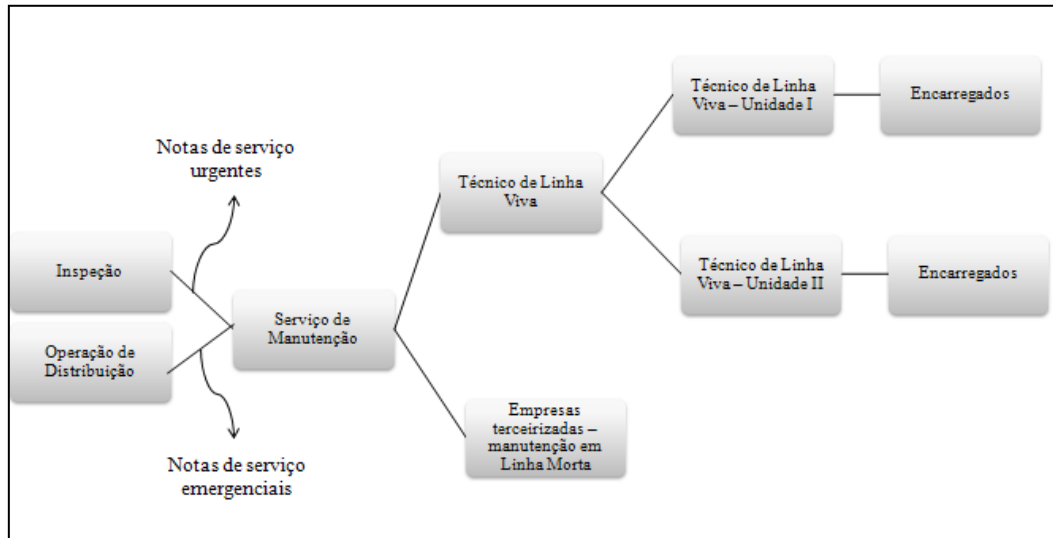 Notas de serviço
urgentes
Inspeção
Operação de
Distribuição
Notas de serviço
emergenciais
Serviço de
Manutenção
Técnico de Linha
Viva
Empresas
terceirizadas –
manutenção em
Linha Morta
Técnico de Linha
Viva – Unidade I
Encarregados
Técnico de Linha
Viva – Unidade II
Encarregados